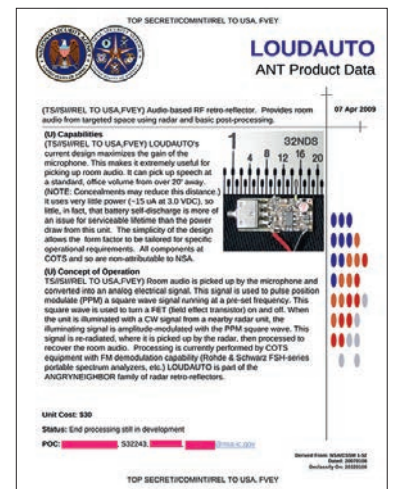 TOP SECRET//COMINT//REL TO USA, FVEY
LOUDAUTO
ANT Product Data
(TS//SI//REL TO USA,FVEY) Audio-based RF retro-reflector. Provides room
audio from targeted space using radar and basic post-processing.
07 Apr 2009
(U) Capabilities
(TS//SI//REL TO USA,FVEY) LOUDAUTO's
current design maximizes the gain of the
microphone. This makes it extremely useful for
picking up room audio. It can pick up speech at
a standard, office volume from over 20' away.
(NOTE: Concealments may reduce this distance.)
It uses very little power (~15 uA at 3.0 VDC), so
little, in fact, that battery self-discharge is more of
an issue for serviceable lifetime than the power
draw from this unit. The simplicity of the design
allows the form factor to be tailored for specific
operational requirements. All components at
COTS and so are non-attributable to NSA.
1 32NDS
4 8 12 16 20
(U) Concept of Operation
TS//SI//REL TO USA,FVEY) Room audio is picked up by the microphone and
converted into an analog electrical signal. This signal is used to pulse position
modulate (PPM) a square wave signal running at a pre-set frequency. This
square wave is used to turn a FET (field effect transistor) on and off. When
the unit is illuminated with a CW signal from a nearby radar unit, the
illuminating signal is amplitude-modulated with the PPM square wave. This
signal is re-radiated, where it is picked up by the radar, then processed to
recover the room audio. Processing is currently performed by COTS
equipment with FM demodulation capability (Rohde & Schwarz FSH-series
portable spectrum analyzers, etc.) LOUDAUTO is part of the
ANGRYNEIGHBOR family of radar retro-reflectors.
Unit Cost: $30
Status: End processing still in development
POC: , S32243, ,
Derived From: NSA/CSSM 1-52
Dated: 20070108
Declassify On: 20320108
TOP SECRET//COMINT//REL TO USA, FVEY